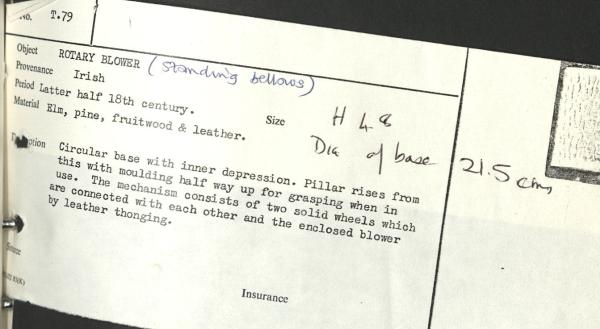 No. T.79
Object ROTARY BLOWER (standing bellows)
Provenance Irish
Period Latter half 18th century.
Material Elm, pine, fruitwood & leather.
Size H 48
Dia of base 21.5 cms
Circular base with inner depression. Pillar rises from
this with moulding half way up for grasping when in
use. The mechanism consists of two solid wheels which
are connected with each other and the enclosed blower
by leather thonging.
Source
Insurance